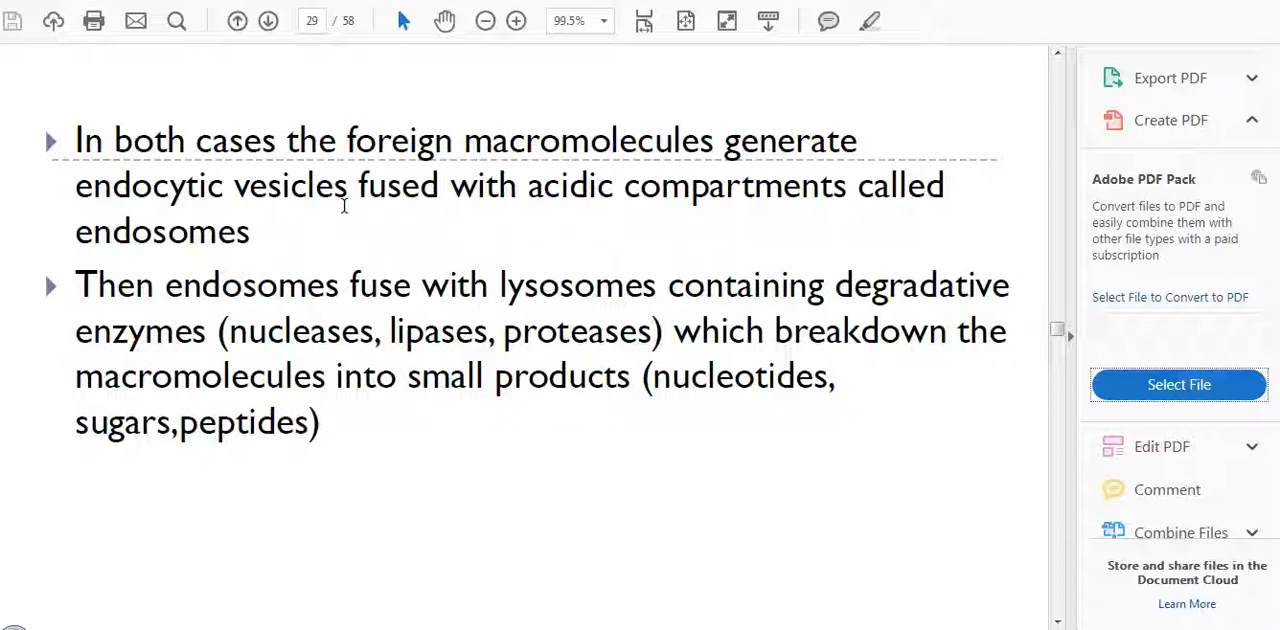 29 / 58
99.5%
In both cases the foreign macromolecules generate
endocytic vesicles fused with acidic compartments called
endosomes
Then endosomes fuse with lysosomes containing degradative
enzymes (nucleases, lipases, proteases) which breakdown the
macromolecules into small products (nucleotides,
sugars,peptides)
Export PDF
Create PDF
Adobe PDF Pack
Convert files to PDF and
easily combine them with
other file types with a paid
subscription
Select File to Convert to PDF
Select File
Edit PDF
Comment
Combine Files
Store and share files in the
Document Cloud
Learn More